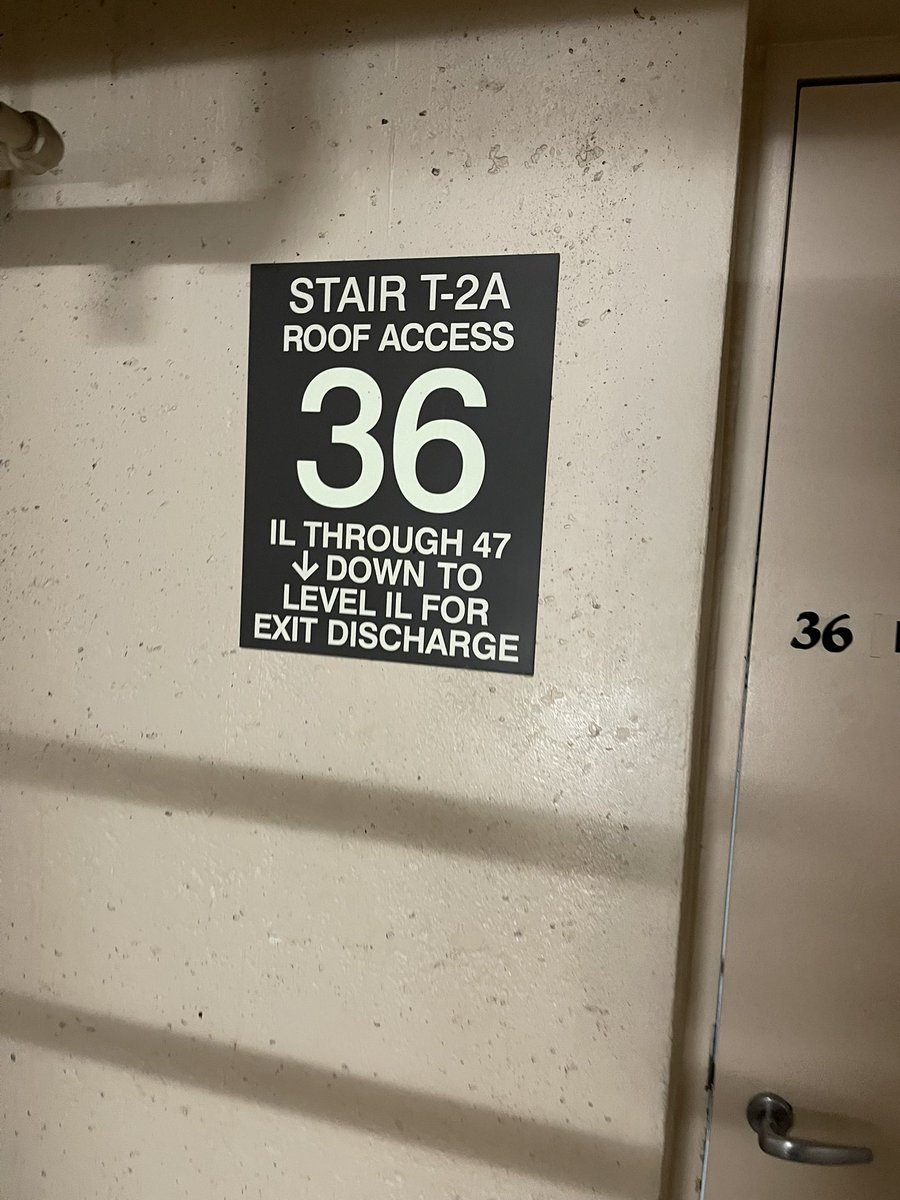 STAIR T-2A
ROOF ACCESS
36
IL THROUGH 47
↓ DOWN TO
LEVEL IL FOR
EXIT DISCHARGE
36